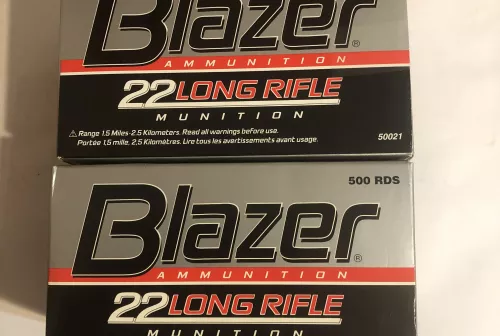 Blazer®
AMMUNITION
22 LONG RIFLE
MUNITION
⚠ Range 1.5 Miles-2.5 Kilometers. Read all warnings before use.
Portée 1.5 mille, 2,5 Kilomètres. Lire tous les avertissements avant usage.
50021
500 RDS
Blazer®
AMMUNITION
22 LONG RIFLE
MUNITION